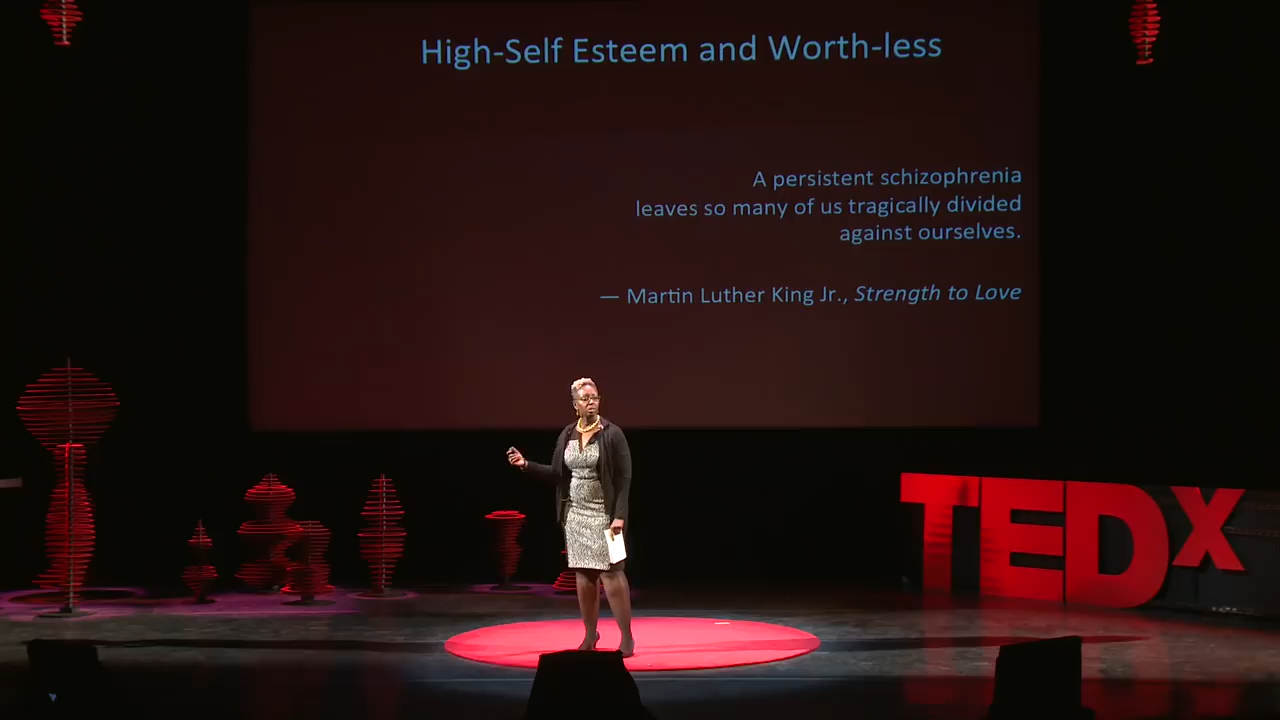 High-Self Esteem and Worth-less
A persistent schizophrenia
leaves so many of us tragically divided
against ourselves.
— Martin Luther King Jr., Strength to Love
TEDx